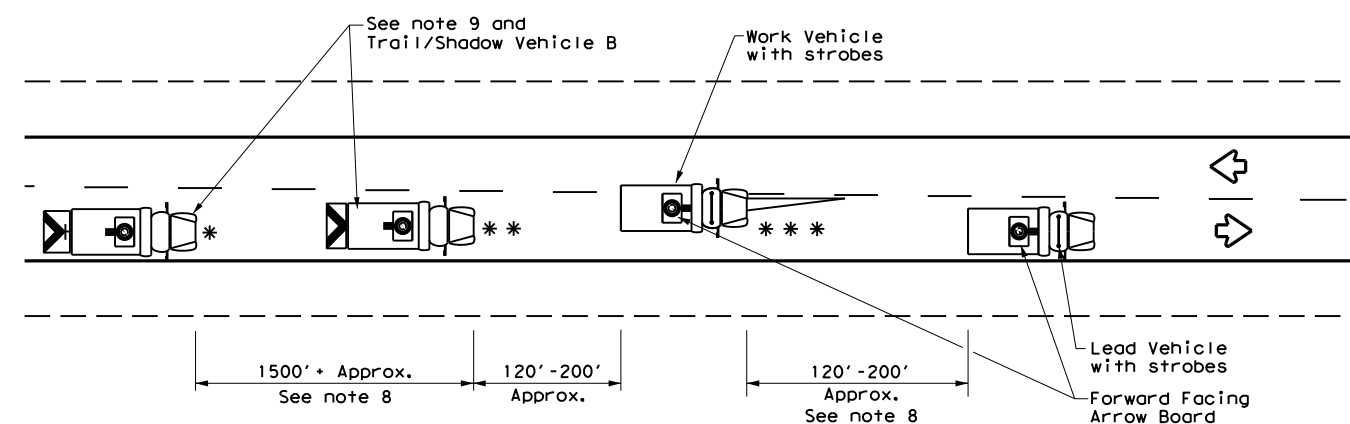 See note 9 and
Trail/Shadow Vehicle B
Work Vehicle
with strobes
*
* *
* * *
1500'+ Approx.
See note 8
120'-200'
Approx.
120'-200'
Approx.
See note 8
Lead Vehicle
with strobes
Forward Facing
Arrow Board